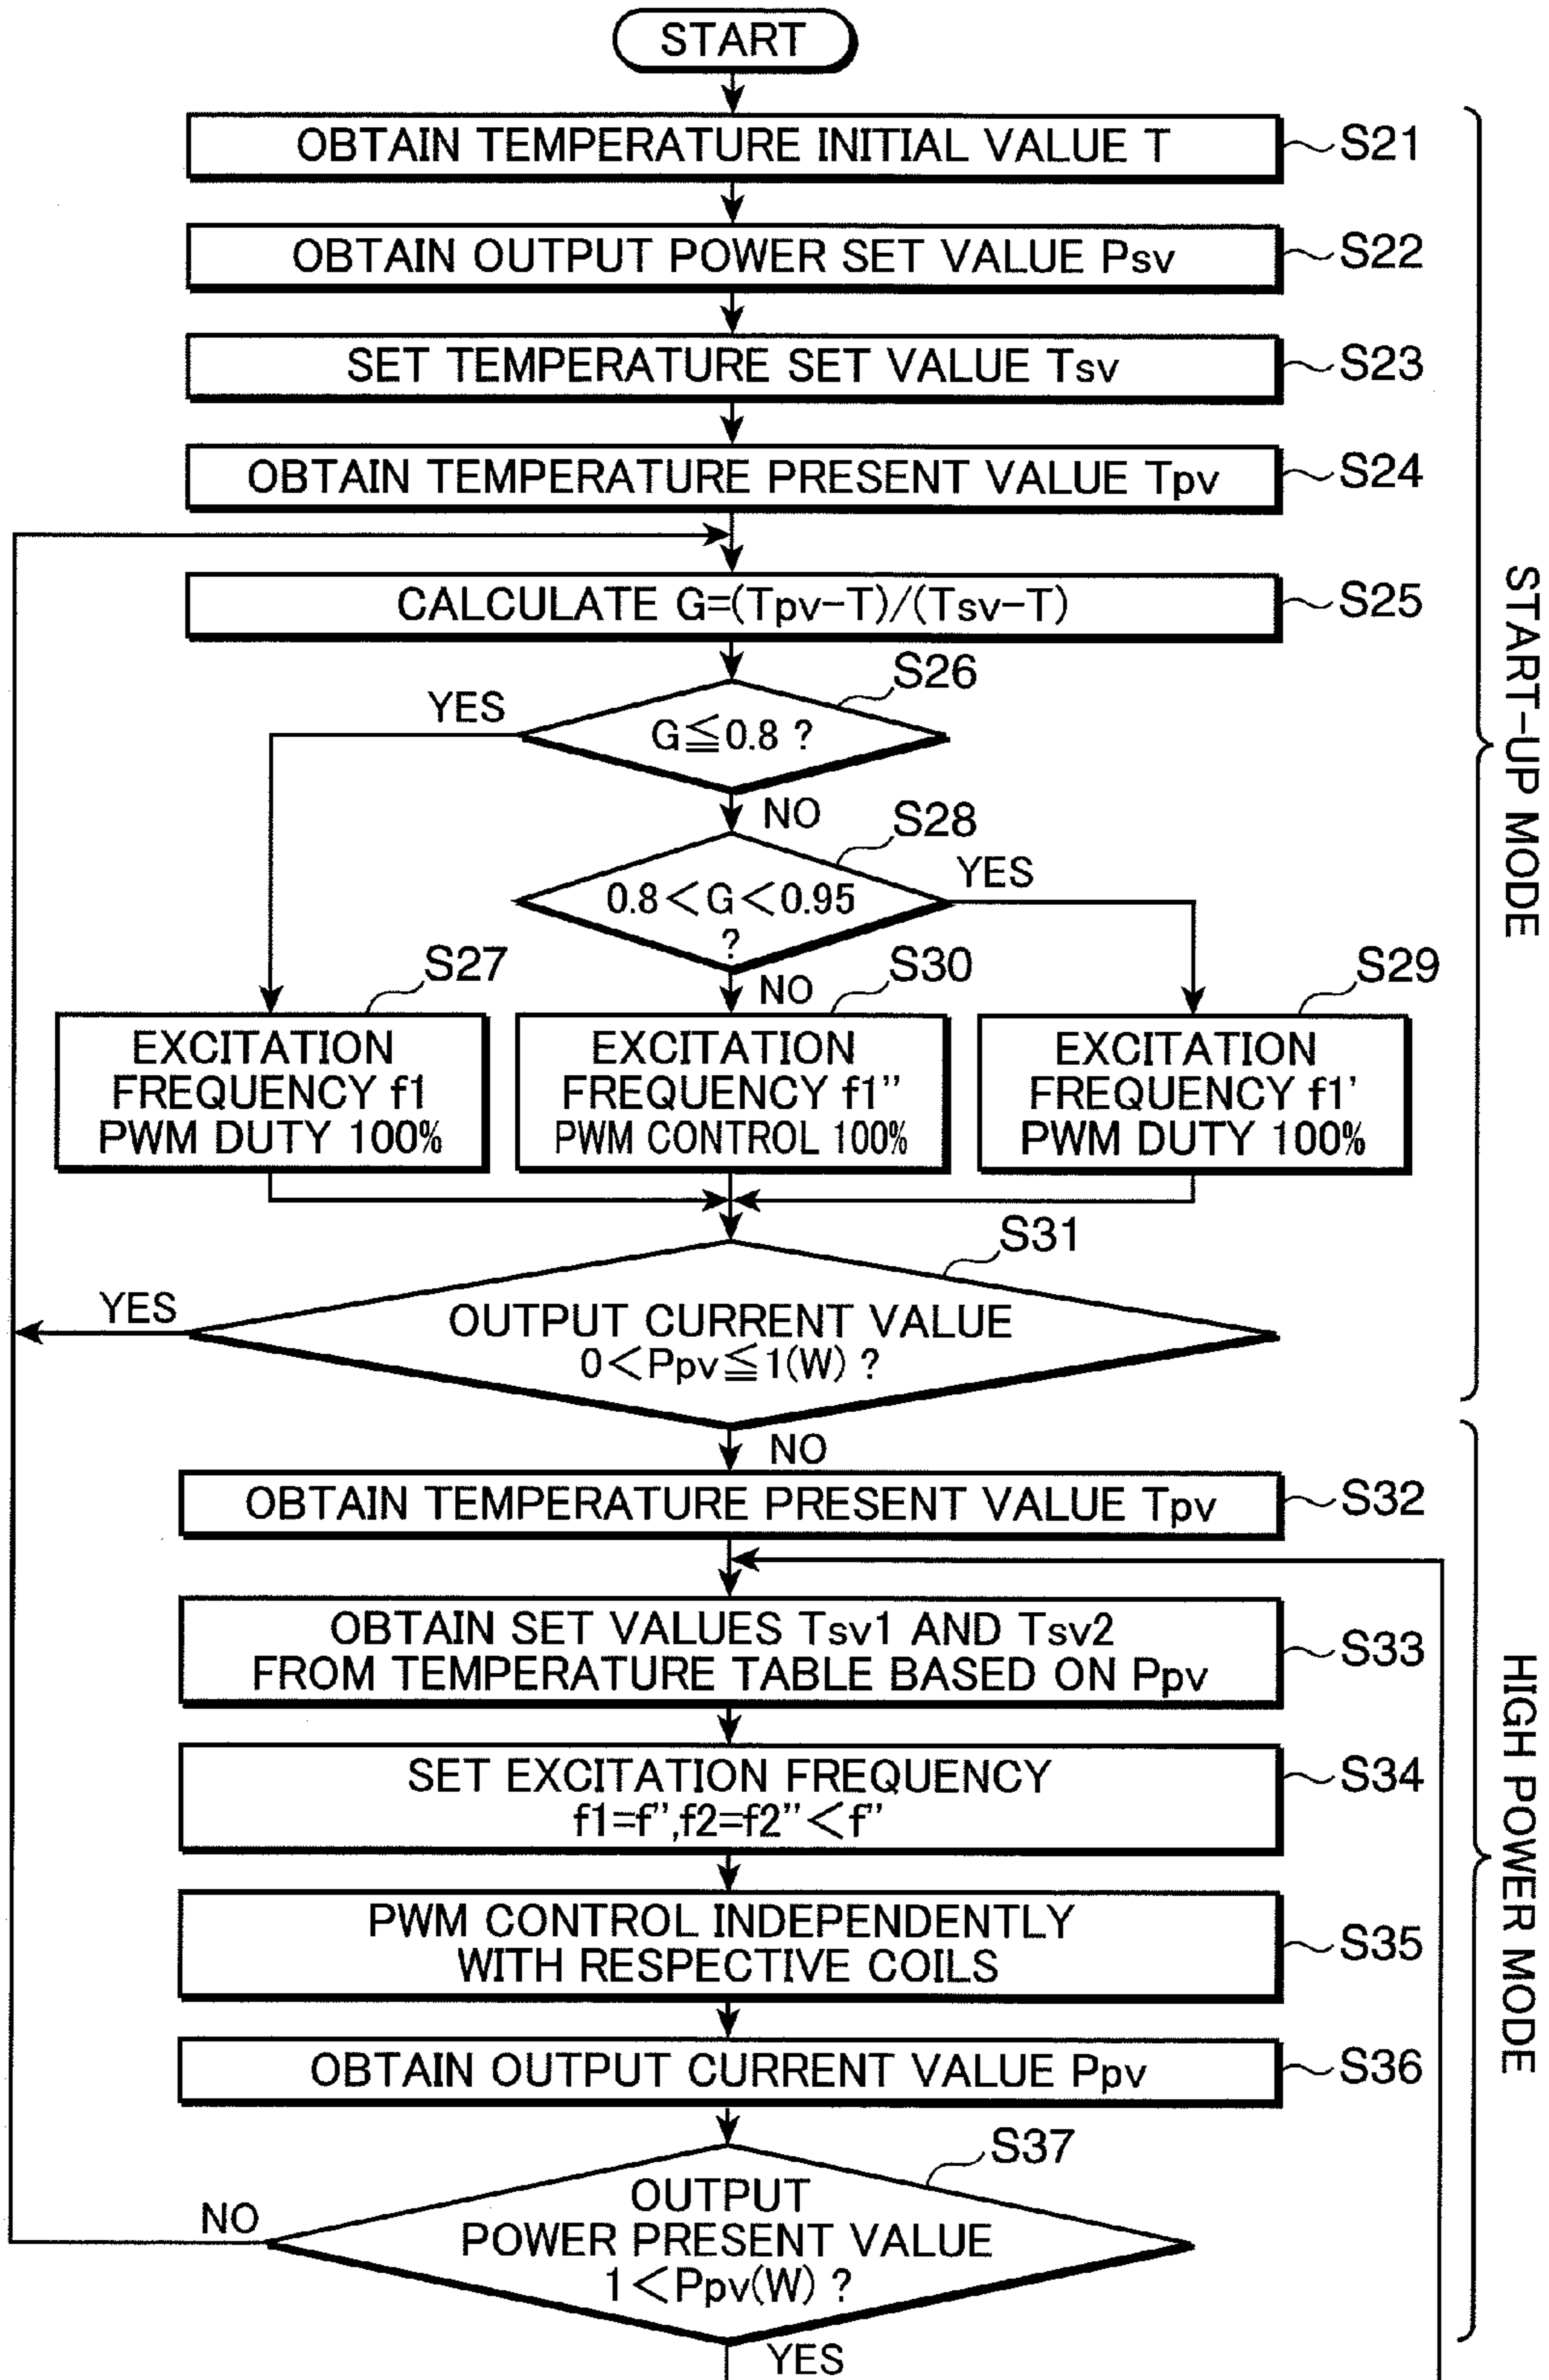 START
OBTAIN TEMPERATURE INITIAL VALUE T
S21
OBTAIN OUTPUT POWER SET VALUE Psv
S22
SET TEMPERATURE SET VALUE Tsv
S23
OBTAIN TEMPERATURE PRESENT VALUE Tpv
S24
CALCULATE G=(Tpv-T)/(Tsv-T)
S25
START-UP MODE
S26
YES
G≦0.8 ?
NO
S28
YES
0.8<G<0.95
?
NO
S27
EXCITATION
FREQUENCY f1
PWM DUTY 100%
S30
EXCITATION
FREQUENCY f1''
PWM CONTROL 100%
S29
EXCITATION
FREQUENCY f1'
PWM DUTY 100%
S31
YES
OUTPUT CURRENT VALUE
0<Ppv≦1(W) ?
NO
OBTAIN TEMPERATURE PRESENT VALUE Tpv
S32
OBTAIN SET VALUES Tsv1 AND Tsv2
FROM TEMPERATURE TABLE BASED ON Ppv
S33
SET EXCITATION FREQUENCY
f1=f'',f2=f2''<f''
S34
HIGH POWER MODE
PWM CONTROL INDEPENDENTLY
WITH RESPECTIVE COILS
S35
OBTAIN OUTPUT CURRENT VALUE Ppv
S36
S37
NO
OUTPUT
POWER PRESENT VALUE
1<Ppv(W) ?
YES